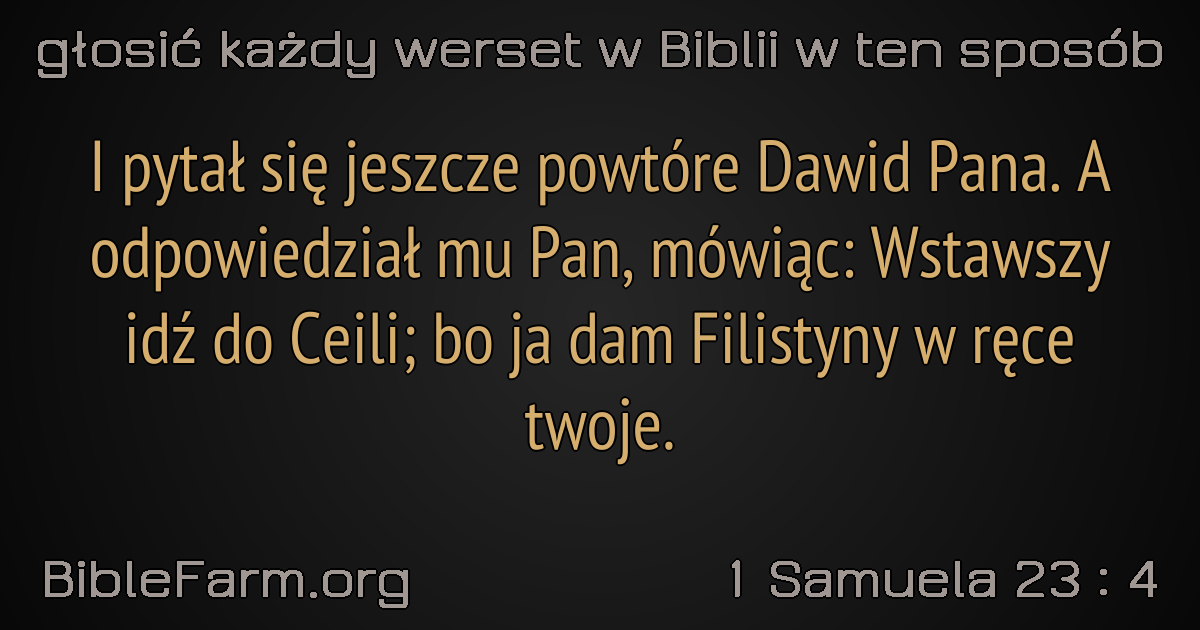 głosić każdy werset w Biblii w ten sposób
I pytał się jeszcze powtóre Dawid Pana. A
odpowiedział mu Pan, mówiąc: Wstawszy
idź do Ceili; bo ja dam Filistyny w ręce
twoje.
BibleFarm.org
1 Samuela 23 : 4